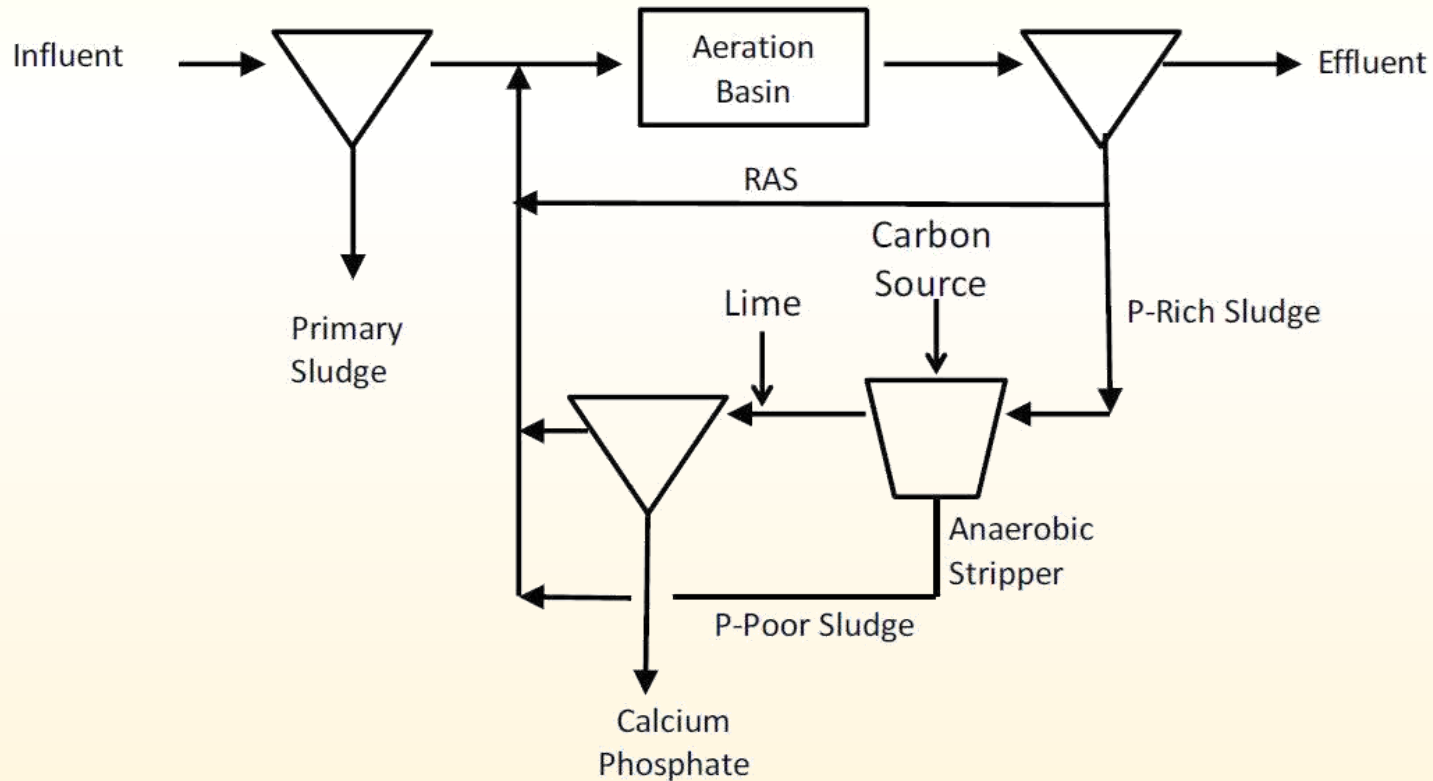 Influent
Aeration
Basin
Effluent
RAS
Carbon
Source
Lime
P-Rich Sludge
Primary
Sludge
Anaerobic
Stripper
P-Poor Sludge
Calcium
Phosphate